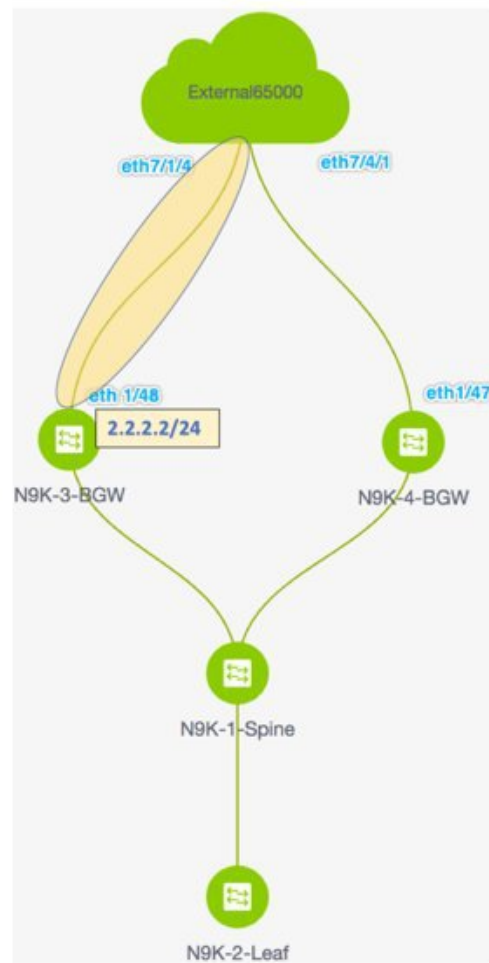 External65000
eth7/1/4
eth7/4/1
eth 1/48
eth1/47
2.2.2.2/24
N9K-3-BGW
N9K-4-BGW
N9K-1-Spine
N9K-2-Leaf